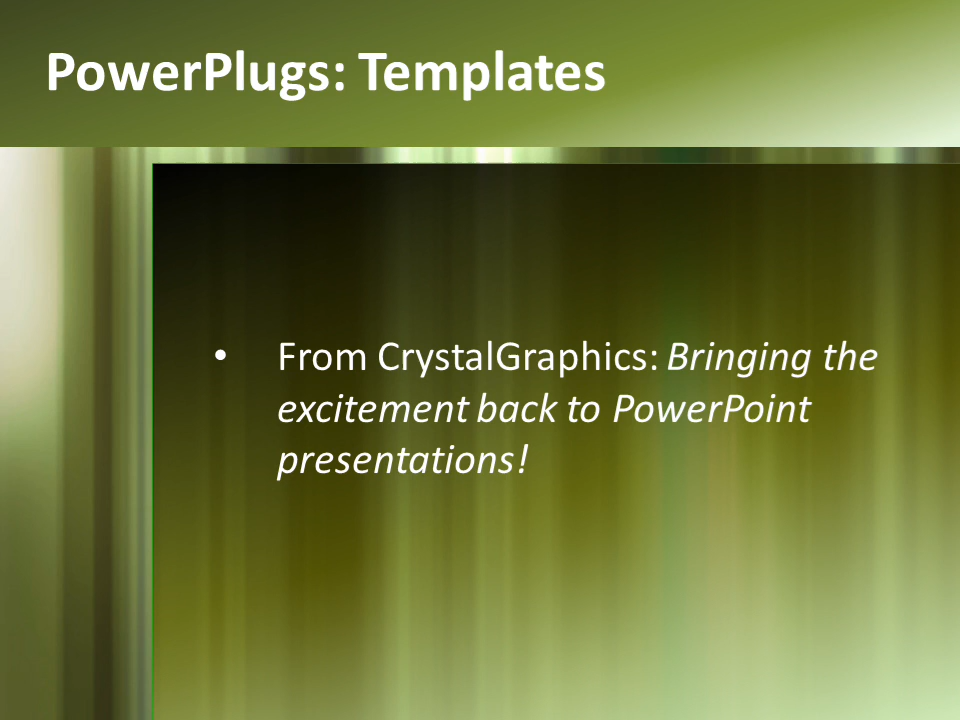 PowerPlugs: Templates
• From CrystalGraphics: Bringing the
excitement back to PowerPoint
presentations!